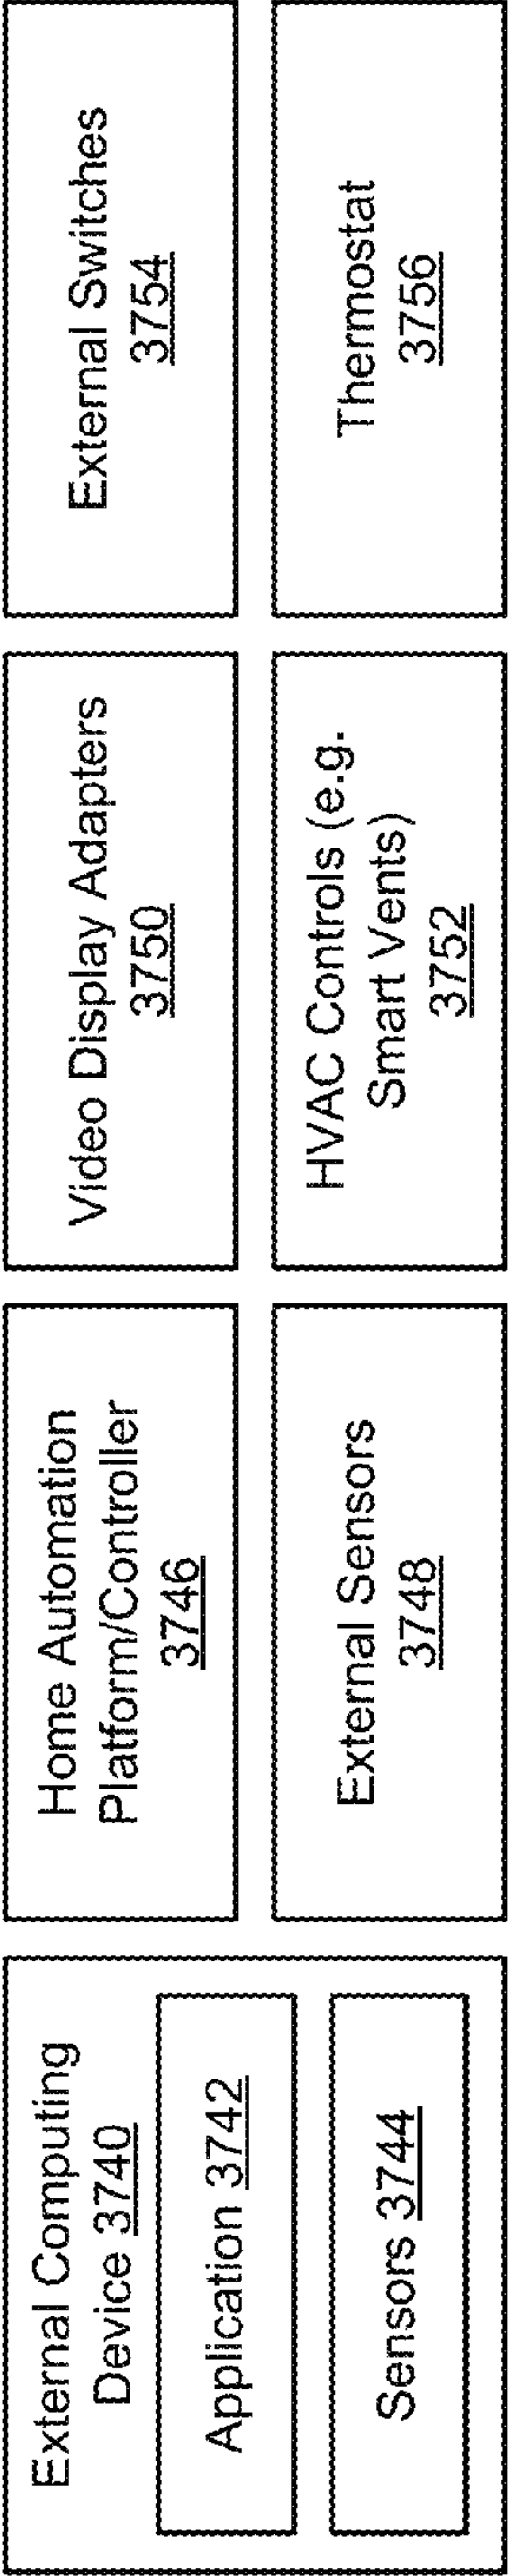 External Computing
Device 3740
Application 3742
Sensors 3744
Home Automation
Platform/Controller
3746
External Sensors
3748
Video Display Adapters
3750
HVAC Controls (e.g.
Smart Vents)
3752
External Switches
3754
Thermostat
3756